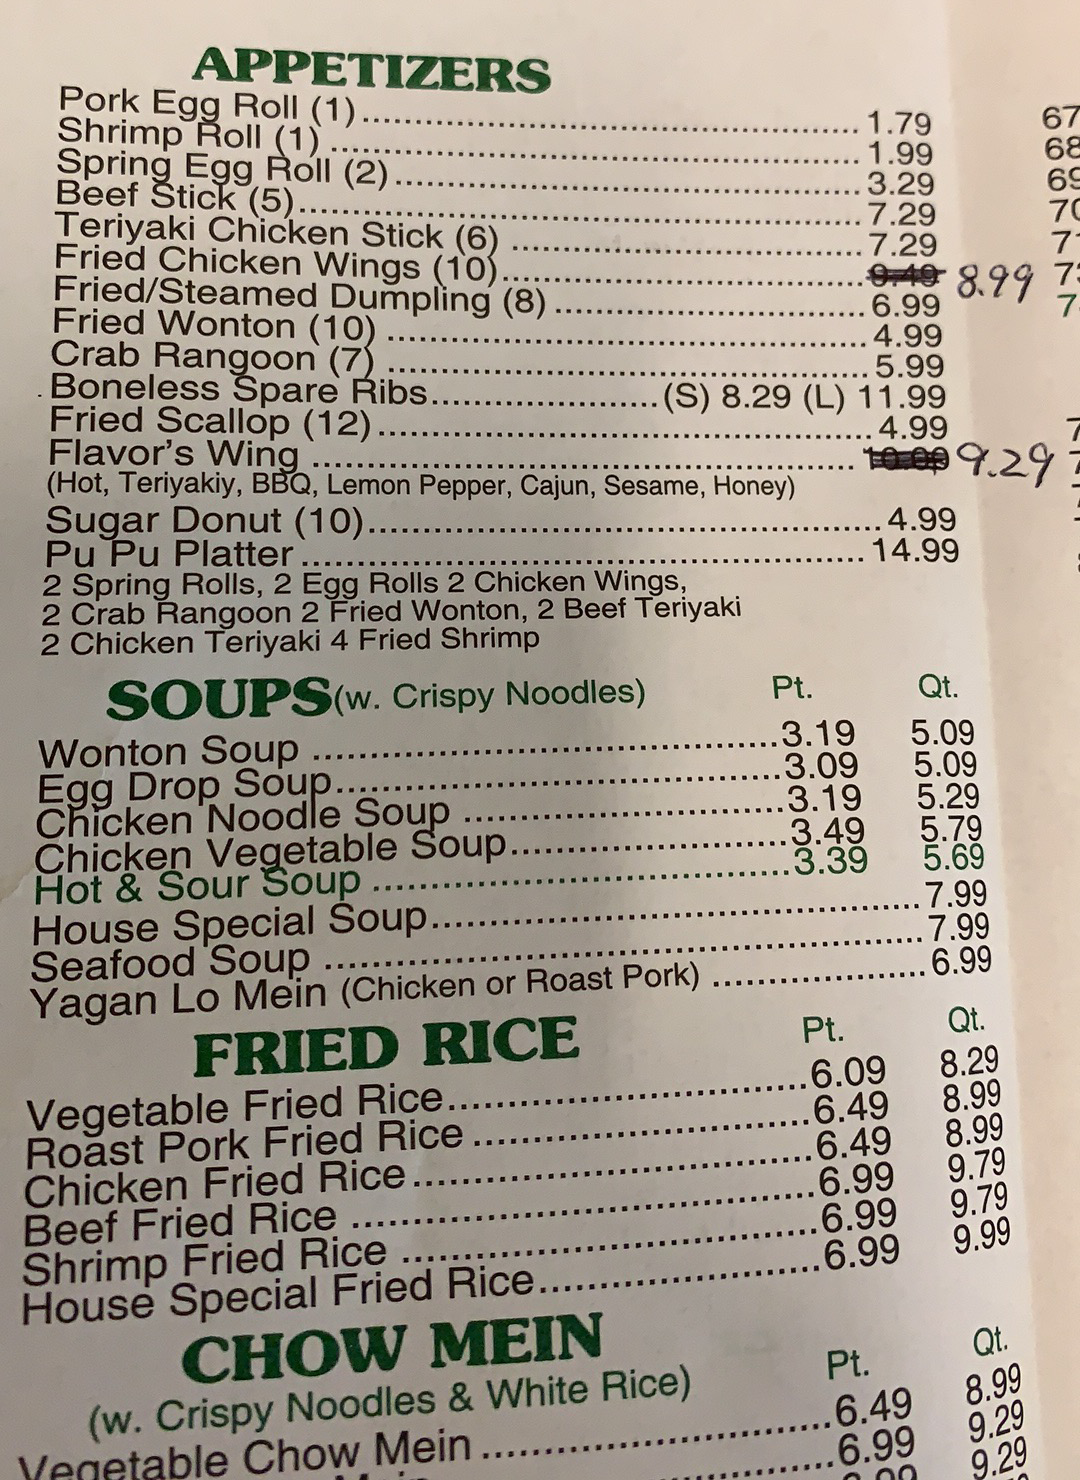 APPETIZERS
Pork Egg Roll (1) 1.79
Shrimp Roll (1) 1.99
Spring Egg Roll (2) 3.29
Beef Stick (5) 7.29
Teriyaki Chicken Stick (6) 7.29
Fried Chicken Wings (10) 9.49 8.99
Fried/Steamed Dumpling (8) 6.99
Fried Wonton (10) 4.99
Crab Rangoon (7) 5.99
Boneless Spare Ribs (S) 8.29 (L) 11.99
Fried Scallop (12) 4.99
Flavor's Wing 9.29
(Hot, Teriyakiy, BBQ, Lemon Pepper, Cajun, Sesame, Honey)
Sugar Donut (10) 4.99
Pu Pu Platter 14.99
2 Spring Rolls, 2 Egg Rolls 2 Chicken Wings,
2 Crab Rangoon 2 Fried Wonton, 2 Beef Teriyaki
2 Chicken Teriyaki 4 Fried Shrimp
SOUPS (w. Crispy Noodles) Pt. Qt.
Wonton Soup 3.19 5.09
Egg Drop Soup 3.09 5.09
Chicken Noodle Soup 3.19 5.29
Chicken Vegetable Soup 3.49 5.79
Hot & Sour Soup 3.39 5.69
House Special Soup 7.99
Seafood Soup 7.99
Yagan Lo Mein (Chicken or Roast Pork) 6.99
FRIED RICE Pt. Qt.
Vegetable Fried Rice 6.09 8.29
Roast Pork Fried Rice 6.49 8.99
Chicken Fried Rice 6.49 8.99
Beef Fried Rice 6.99 9.79
Shrimp Fried Rice 6.99 9.79
House Special Fried Rice 6.99 9.99
CHOW MEIN Pt. Qt.
(w. Crispy Noodles & White Rice)
Vegetable Chow Mein 6.49 8.99
6.99 9.29
9.29
67
68
69
70